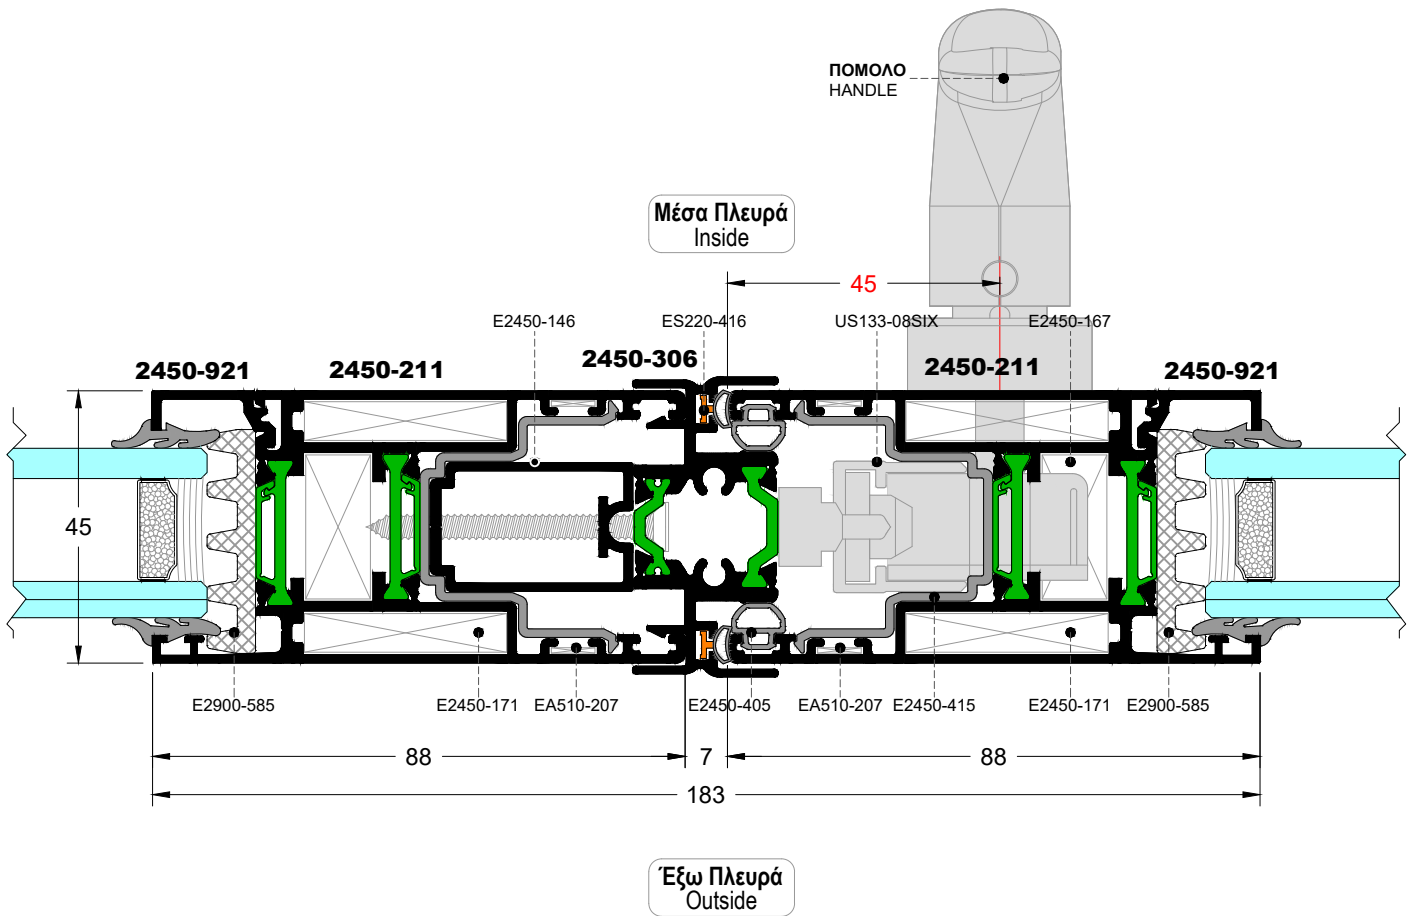 ΠΟΜΟΛΟ
HANDLE
Μέσα Πλευρά
Inside
45
E2450-146
ES220-416
US133-08SIX
E2450-167
2450-921
2450-211
2450-306
2450-211
2450-921
45
E2900-585
E2450-171
EA510-207
E2450-405
EA510-207
E2450-415
E2450-171
E2900-585
88
7
88
183
Έξω Πλευρά
Outside